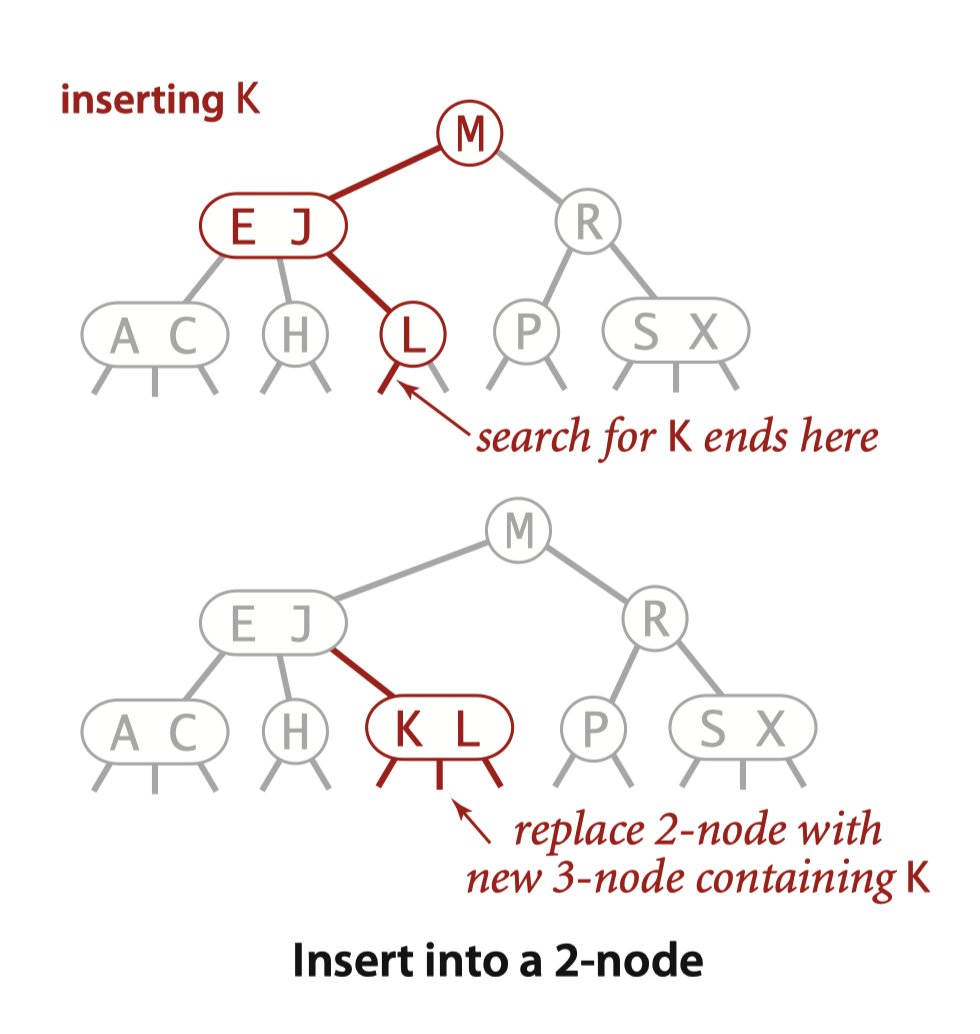 inserting K
M
E J
R
A C
H
L
P
S X
search for K ends here
M
E J
R
A C
H
K L
P
S X
replace 2-node with
new 3-node containing K
Insert into a 2-node